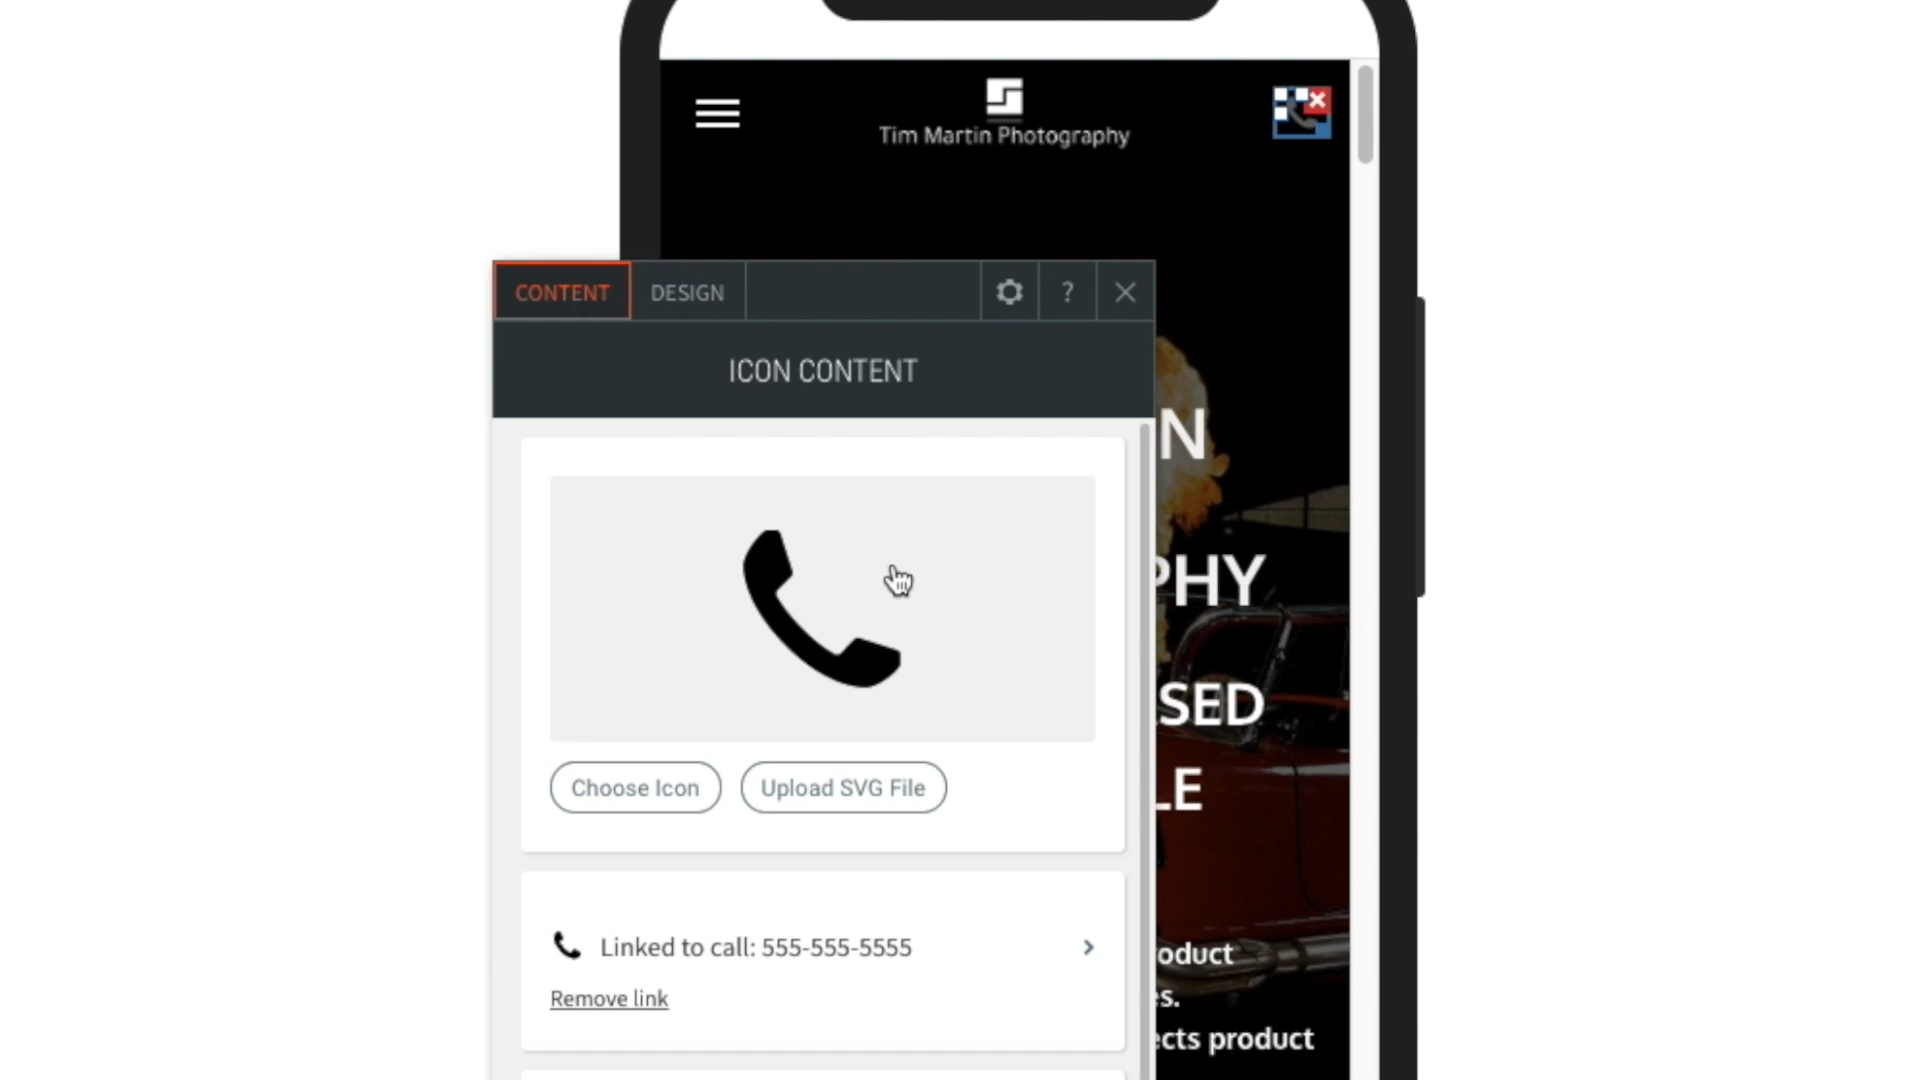 Tim Martin Photography
CONTENT DESIGN ?
ICON CONTENT
N
PHY
SED
LE
Choose Icon Upload SVG File
Linked to call: 555-555-5555
Remove link
oduct
es.
ects product